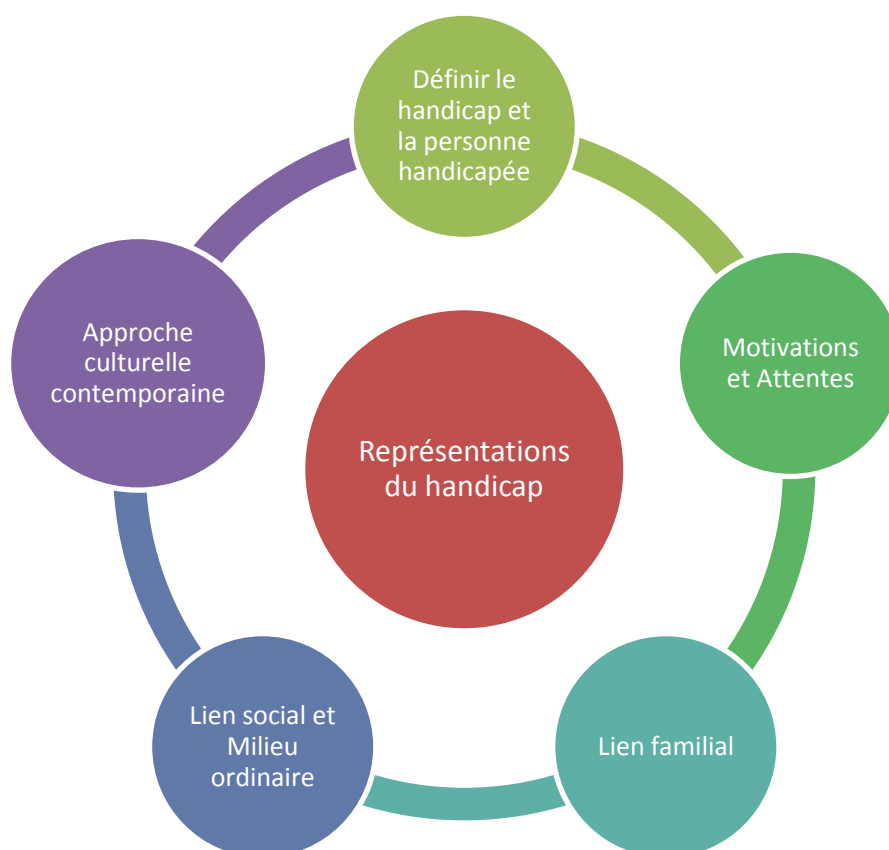 Définir le
handicap et
la personne
handicapée
Motivations
et Attentes
Lien familial
Lien social et
Milieu
ordinaire
Approche
culturelle
contemporaine
Représentations
du handicap